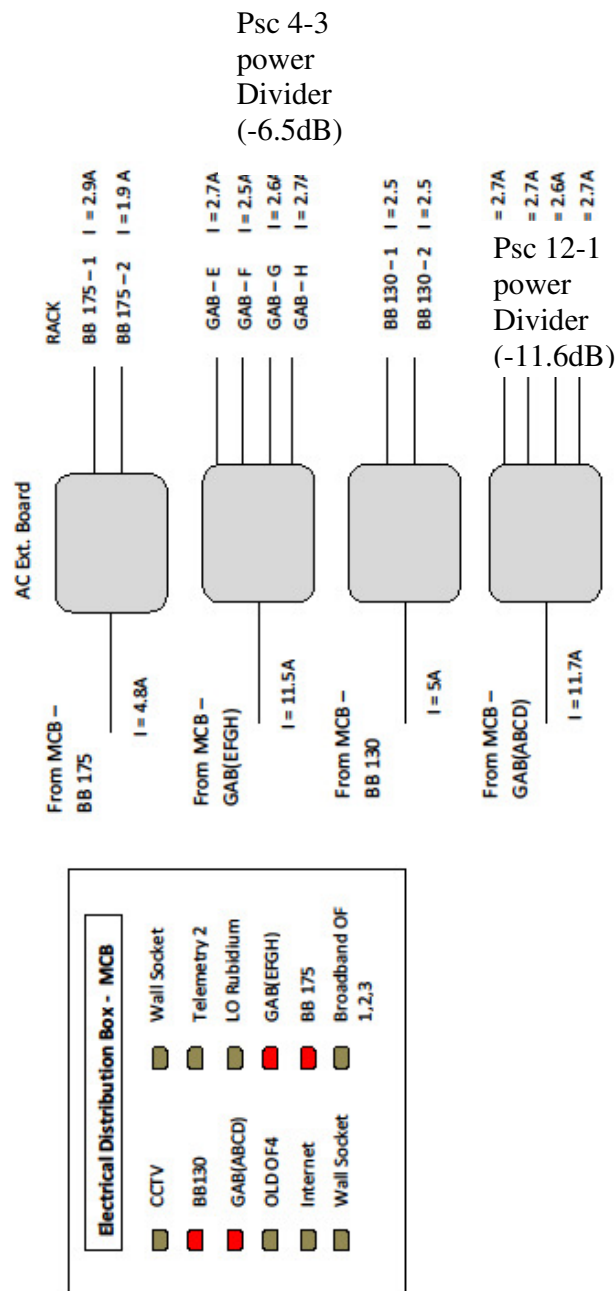 Psc 4-3
power
Divider
(-6.5dB)
RACK
BB 175 – 1 I = 2.9A
BB 175 – 2 I = 1.9 A
GAB – E I = 2.7A
GAB – F I = 2.5A
GAB – G I = 2.6A
GAB – H I = 2.7A
BB 130 – 1 I = 2.5
BB 130 – 2 I = 2.5
= 2.7A
= 2.7A
= 2.6A
= 2.7A
Psc 12-1
power
Divider
(-11.6dB)
AC Ext. Board
From MCB –
BB 175
I = 4.8A
From MCB –
GAB(EFGH)
I = 11.5A
From MCB –
BB 130
I = 5A
From MCB –
GAB(ABCD)
I = 11.7A
Electrical Distribution Box - MCB
CCTV
BB130
GAB(ABCD)
OLD OF4
Internet
Wall Socket
Wall Socket
Telemetry 2
LO Rubidium
GAB(EFGH)
BB 175
Broadband OF
1,2,3